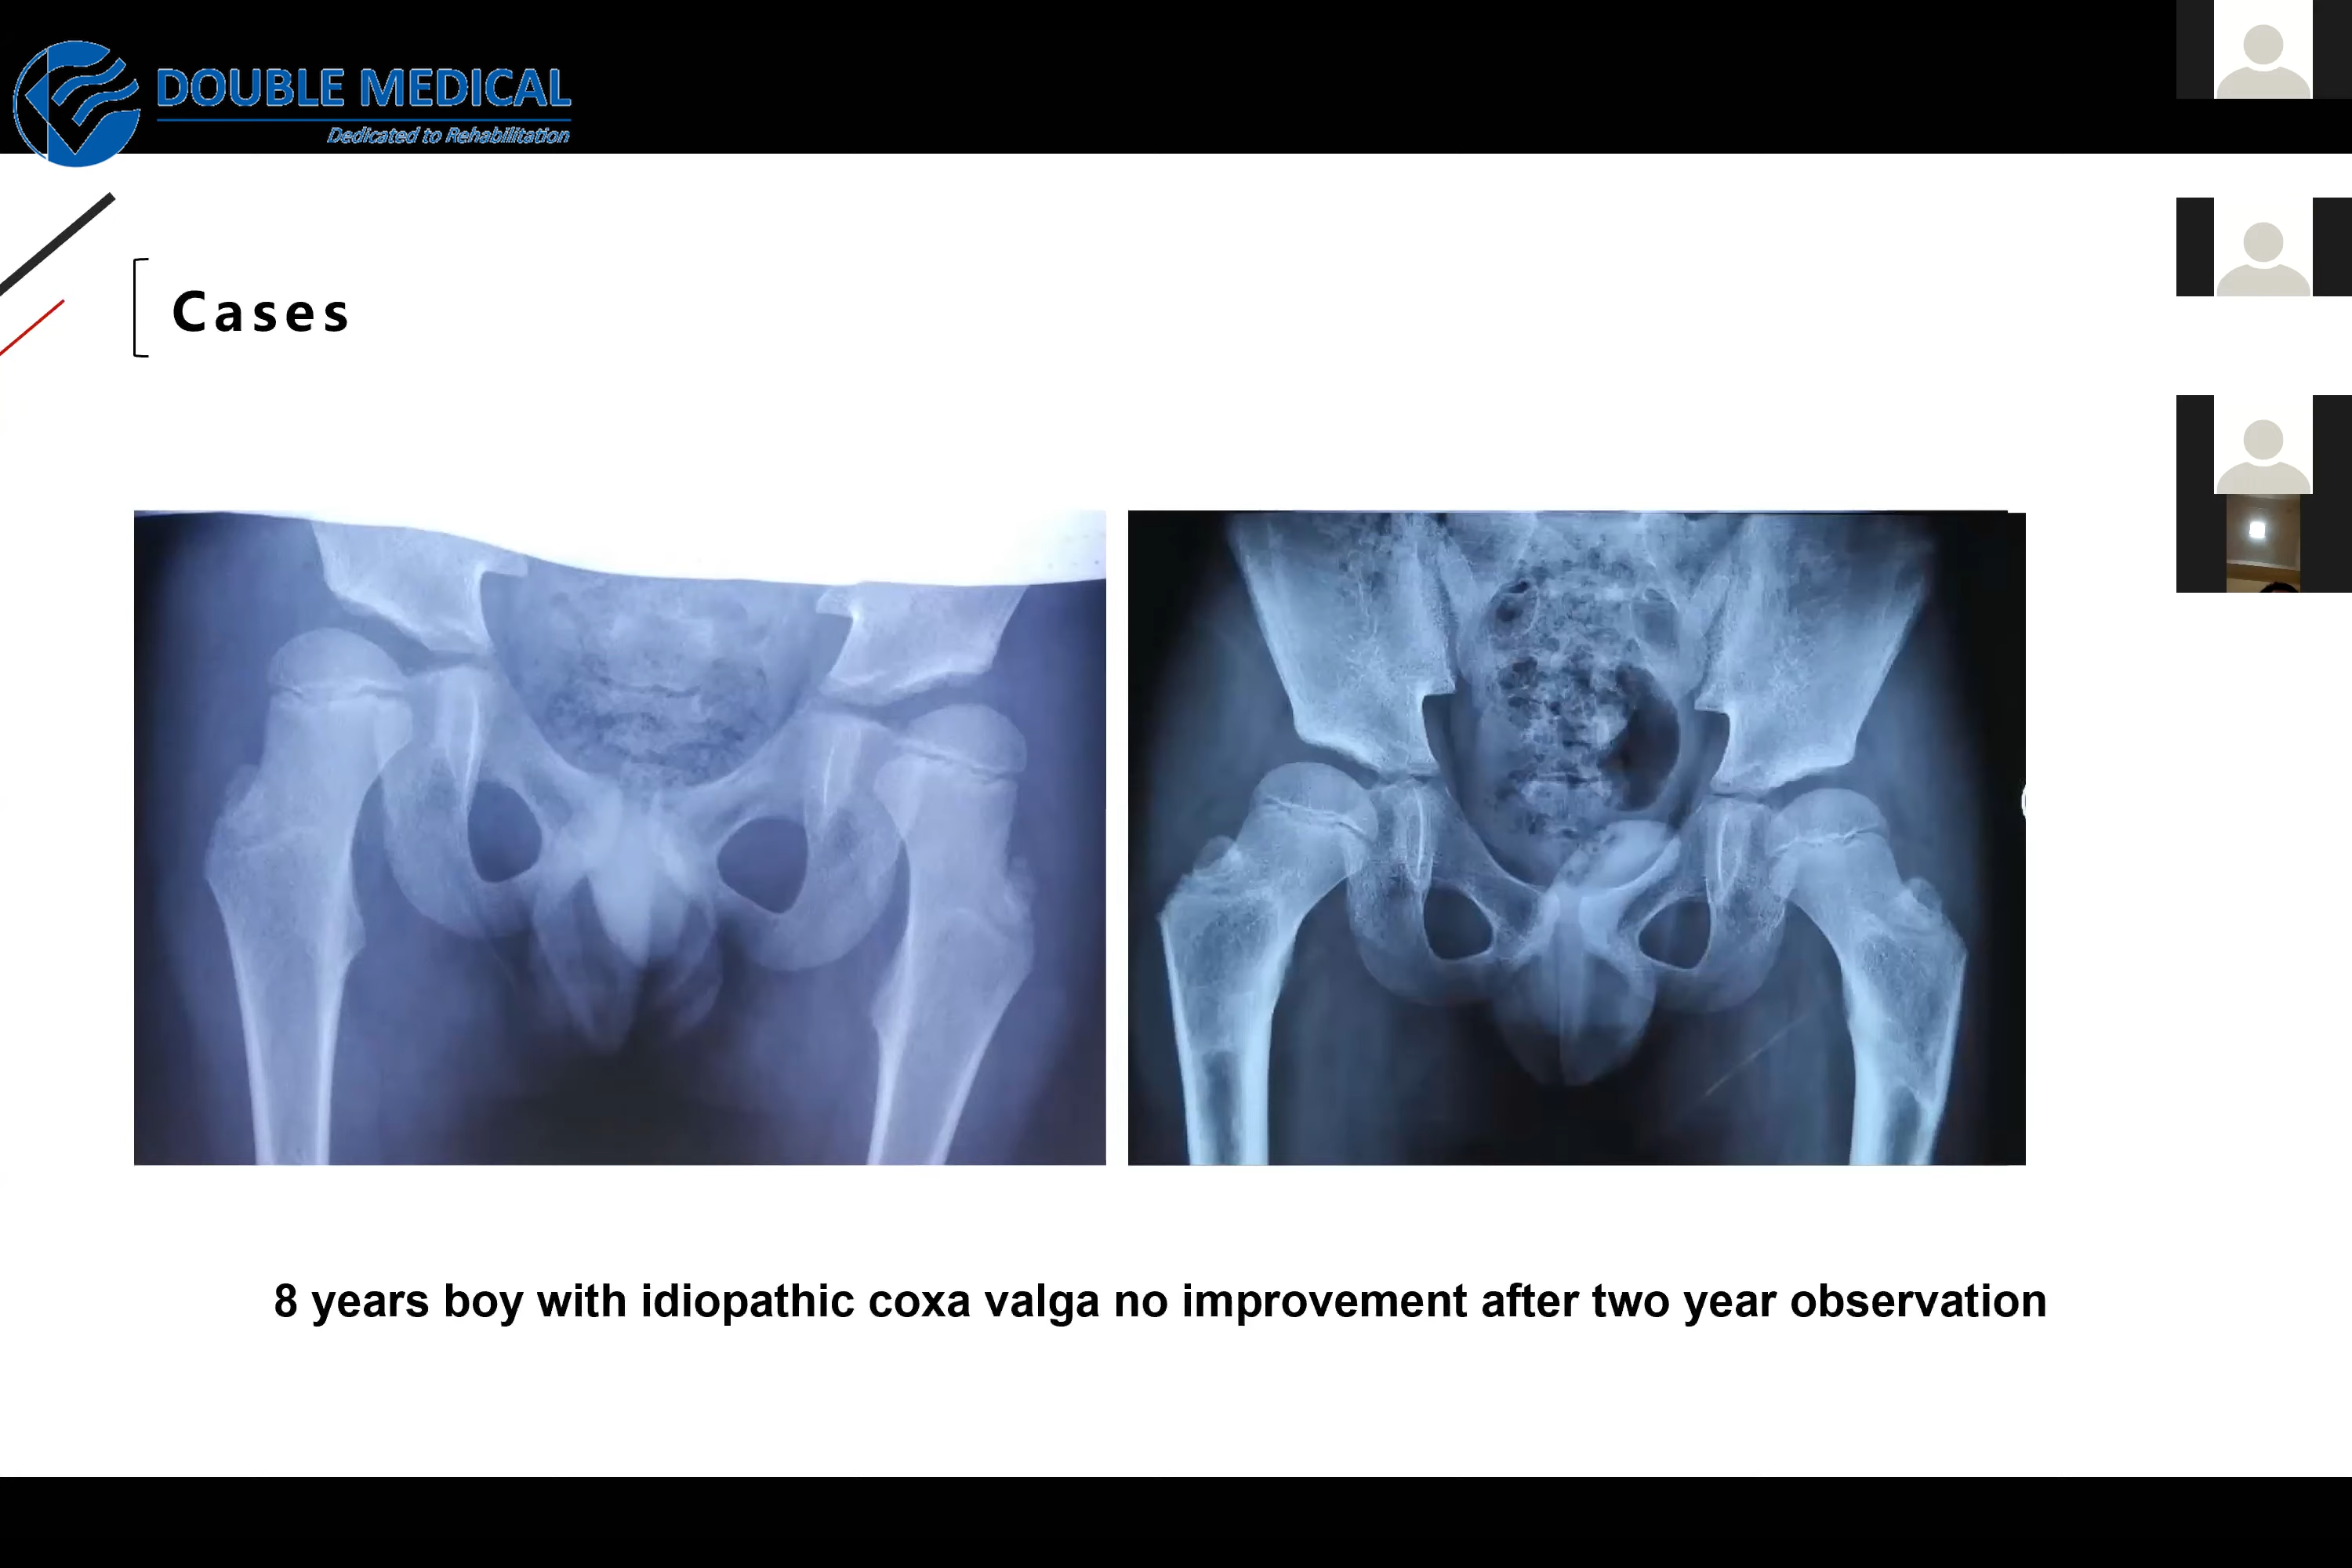 DOUBLE MEDICAL
Dedicated to Rehabilitation
Cases
8 years boy with idiopathic coxa valga no improvement after two year observation